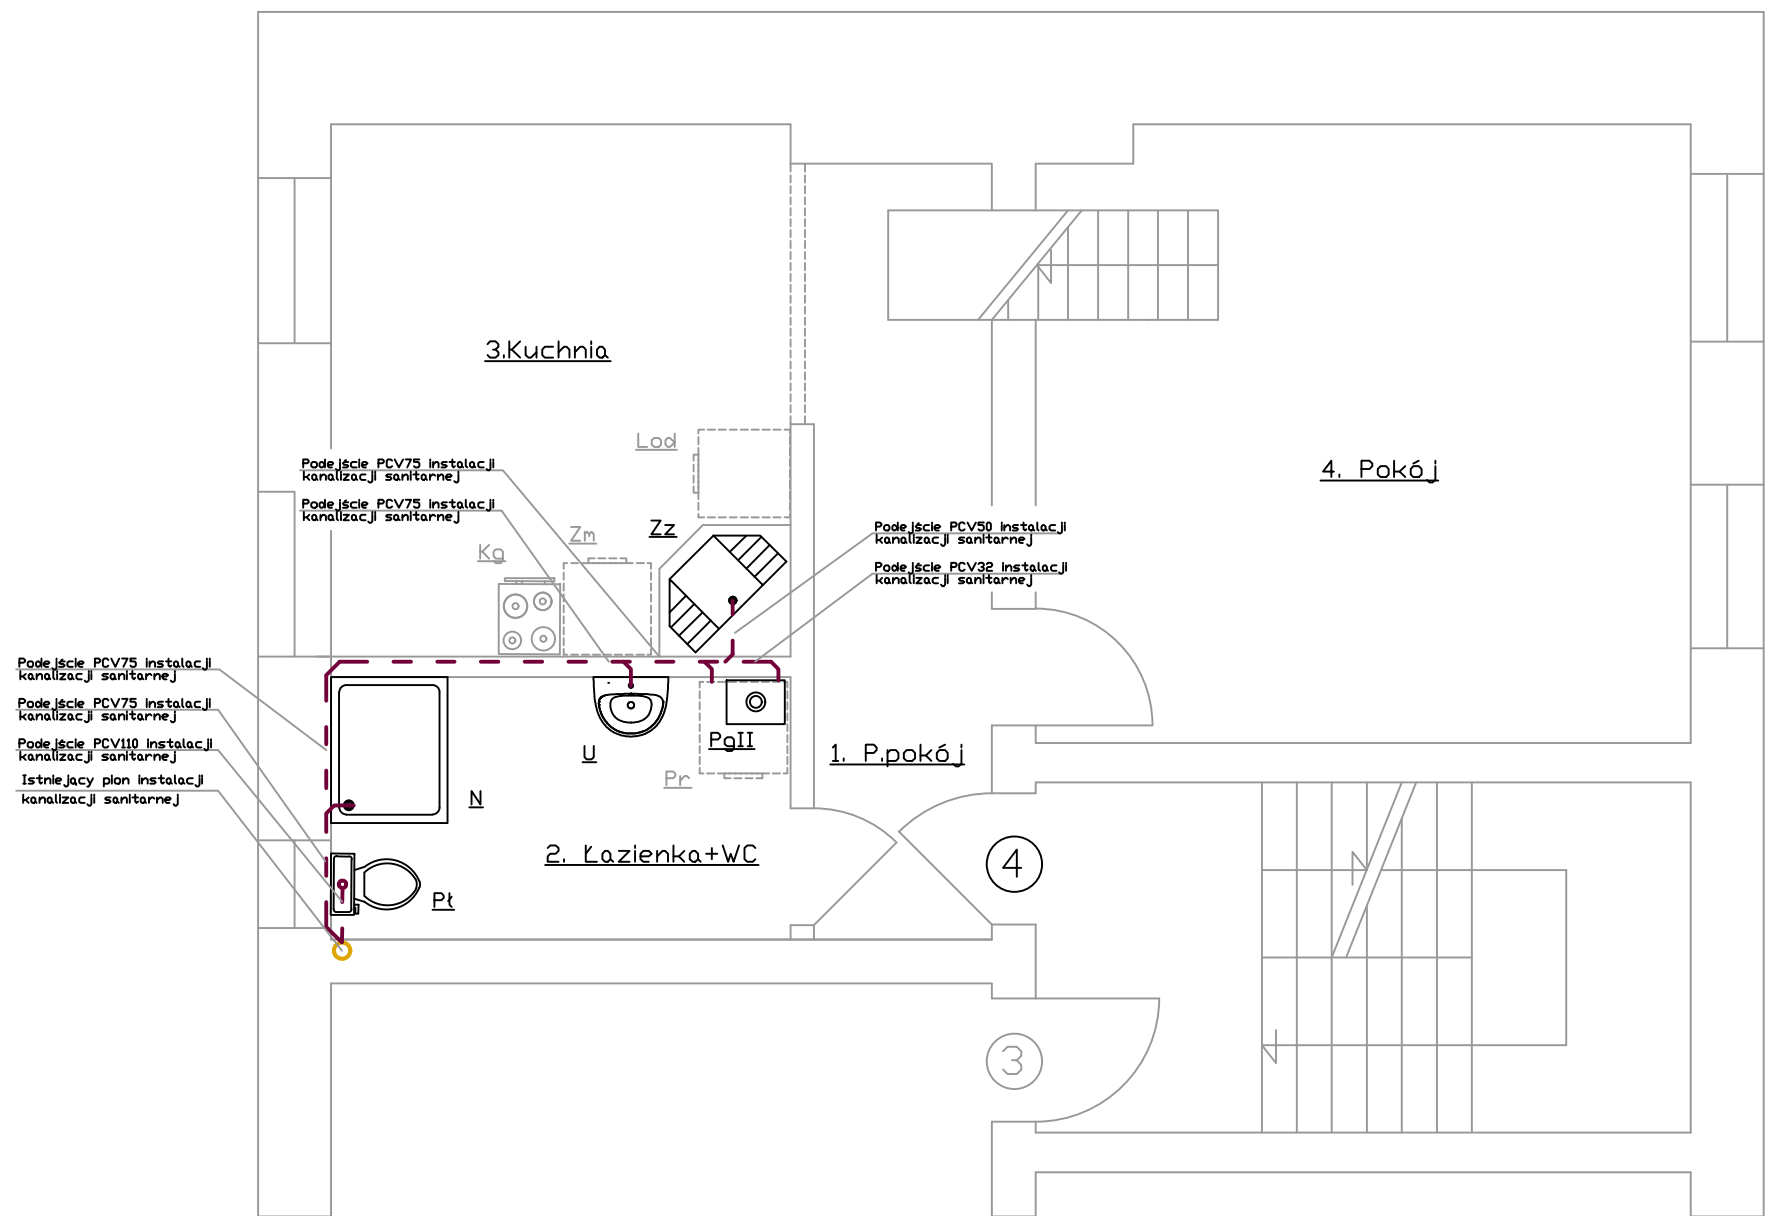 3.Kuchnia
Lod
Podejście PCV75 instalacji
kanalizacji sanitarnej
4. Pokój
Podejście PCV75 instalacji
kanalizacji sanitarnej
Zz
Zm
Kg
Podejście PCV50 instalacji
kanalizacji sanitarnej
Podejście PCV32 instalacji
kanalizacji sanitarnej
Podejście PCV75 instalacji
kanalizacji sanitarnej
Podejście PCV75 instalacji
kanalizacji sanitarnej
Podejście PCV110 instalacji
kanalizacji sanitarnej
Istniejący pion instalacji
kanalizacji sanitarnej
U
PgII
Pr
1. P.pokój
N
2. Łazienka+WC
4
Pł
3